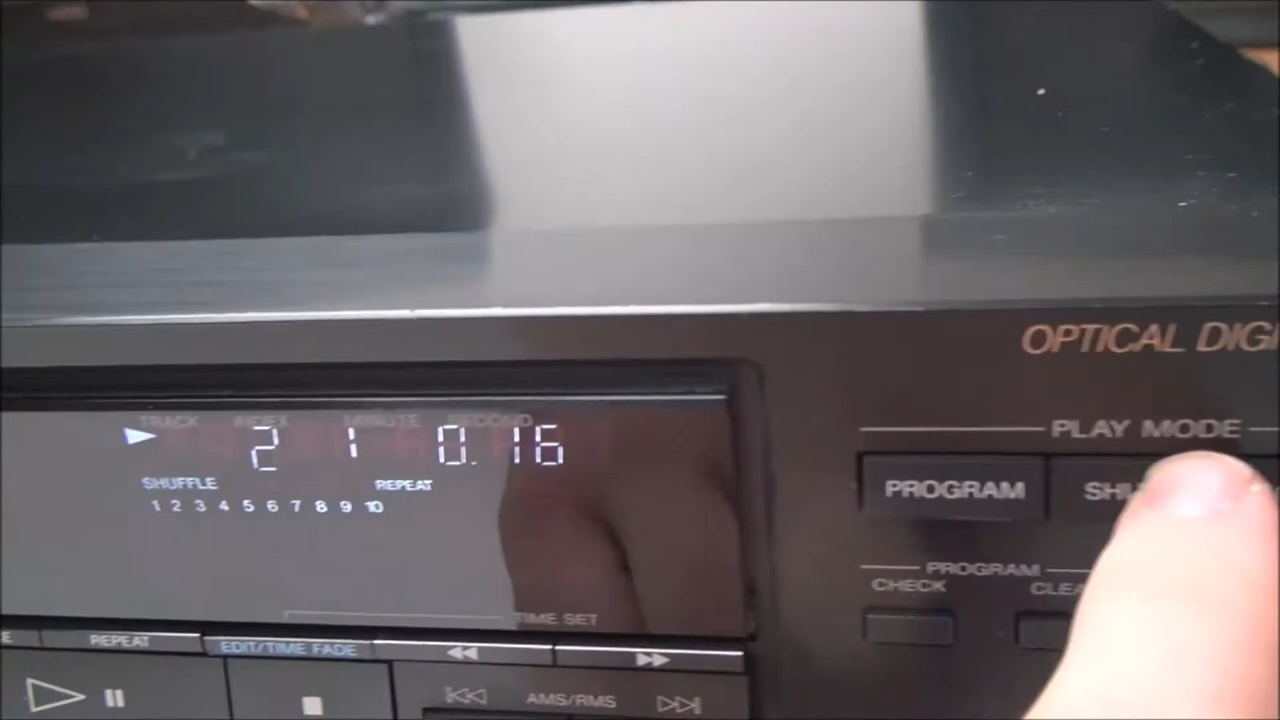 OPTICAL DIGI
TRACK INDEX MINUTE SECOND
2 1 0.16
PLAY MODE
SHUFFLE REPEAT
PROGRAM SHU
1 2 3 4 5 6 7 8 9 10
PROGRAM
CHECK CLEA
TIME SET
E REPEAT EDIT/TIME FADE
AMS/RMS